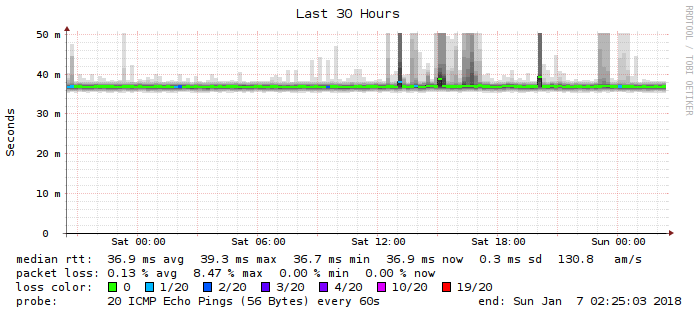 Last 30 Hours
RRDTOOL / TOBI OETIKER
Seconds
50 m
40 m
30 m
20 m
10 m
0
Sat 00:00 Sat 06:00 Sat 12:00 Sat 18:00 Sun 00:00
median rtt: 36.9 ms avg 39.3 ms max 36.7 ms min 36.9 ms now 0.3 ms sd 130.8 am/s
packet loss: 0.13 % avg 8.47 % max 0.00 % min 0.00 % now
loss color: 0 1/20 2/20 3/20 4/20 10/20 19/20
probe: 20 ICMP Echo Pings (56 Bytes) every 60s end: Sun Jan 7 02:25:03 2018